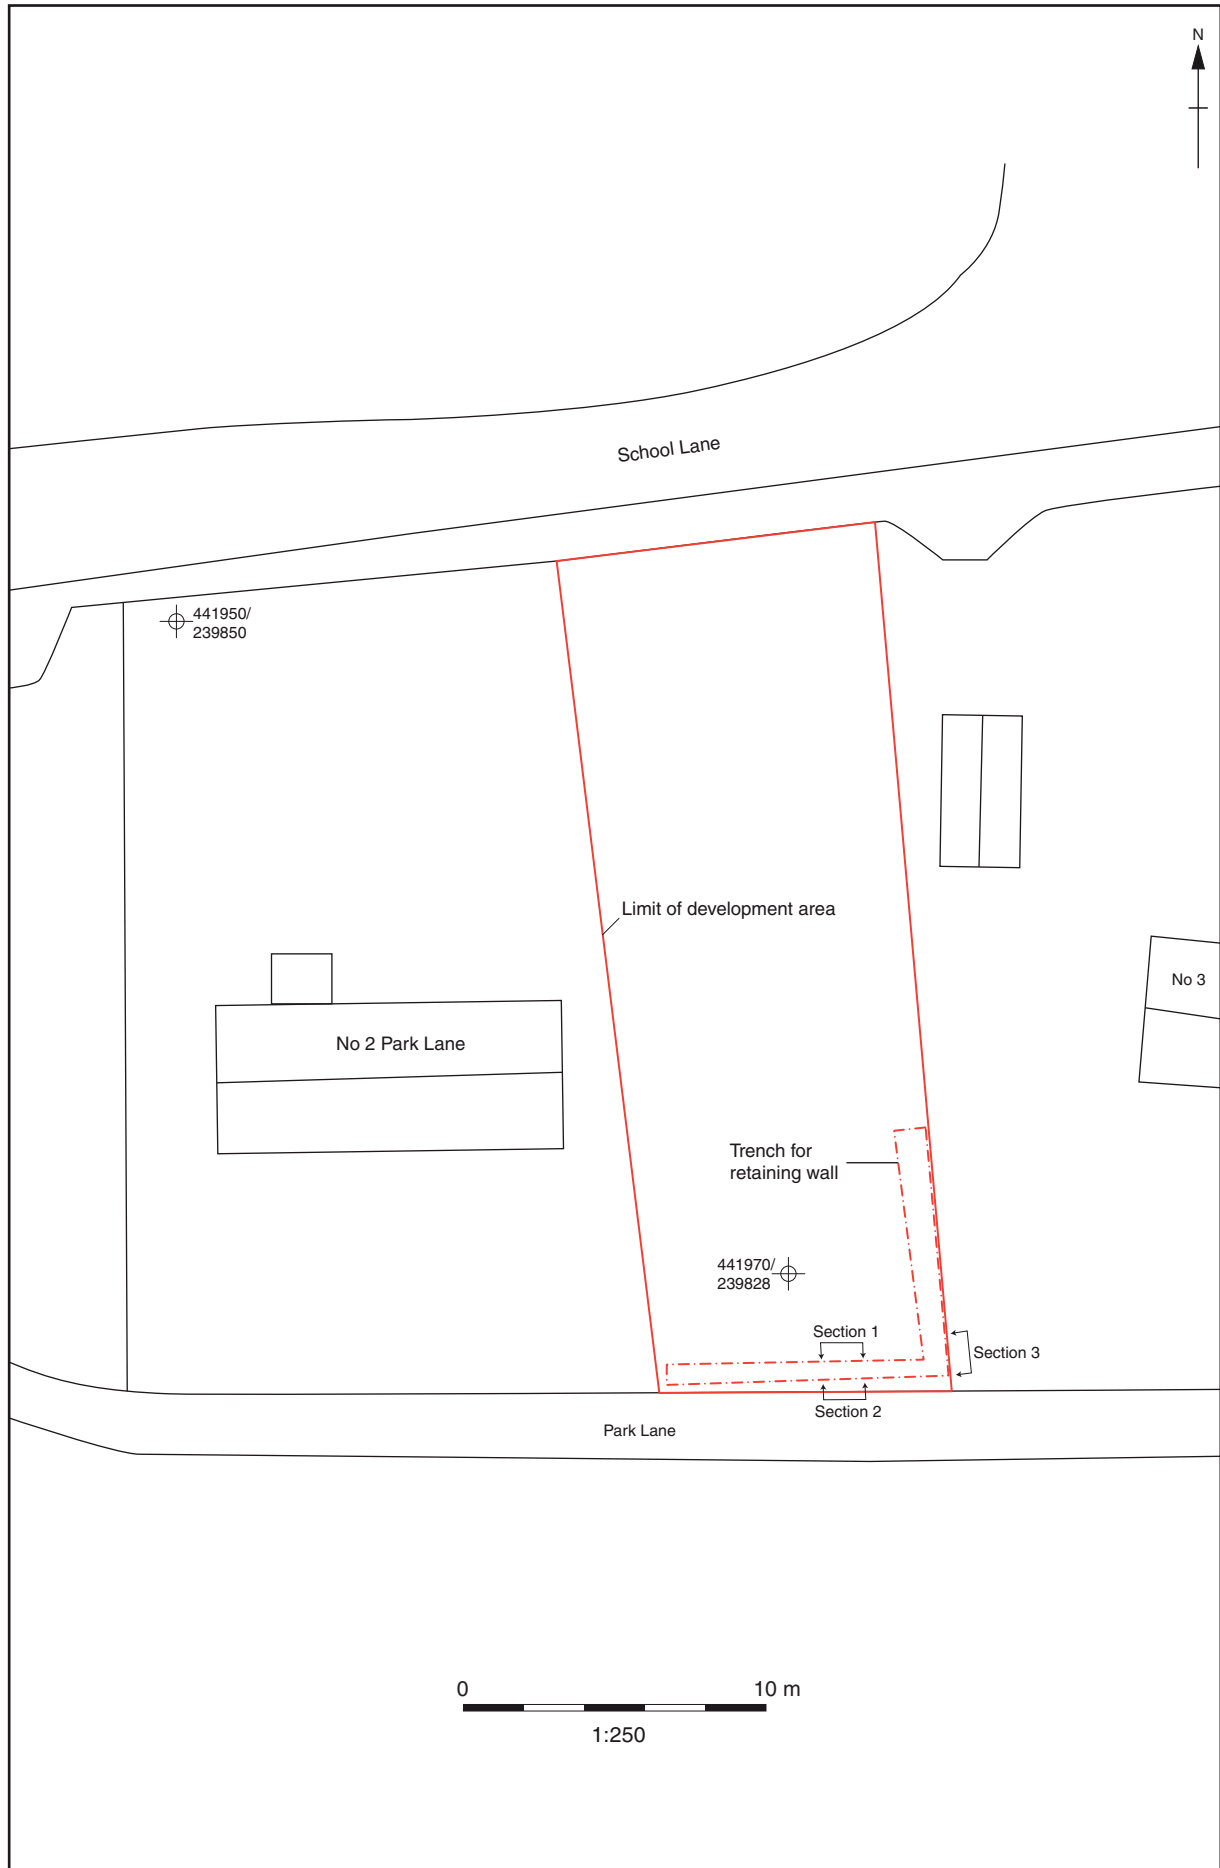 N
School Lane
441950/
239850
Limit of development area
No 3
No 2 Park Lane
Trench for
retaining wall
441970/
239828
Section 1
Section 3
Section 2
Park Lane
0 10 m
1:250